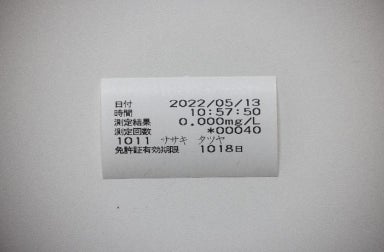 日付 2022/05/13
時間 10:57:50
測定結果 0.000mg/L
測定回数 *00040
1011 ササキ タツヤ
免許証有効期限 1018日